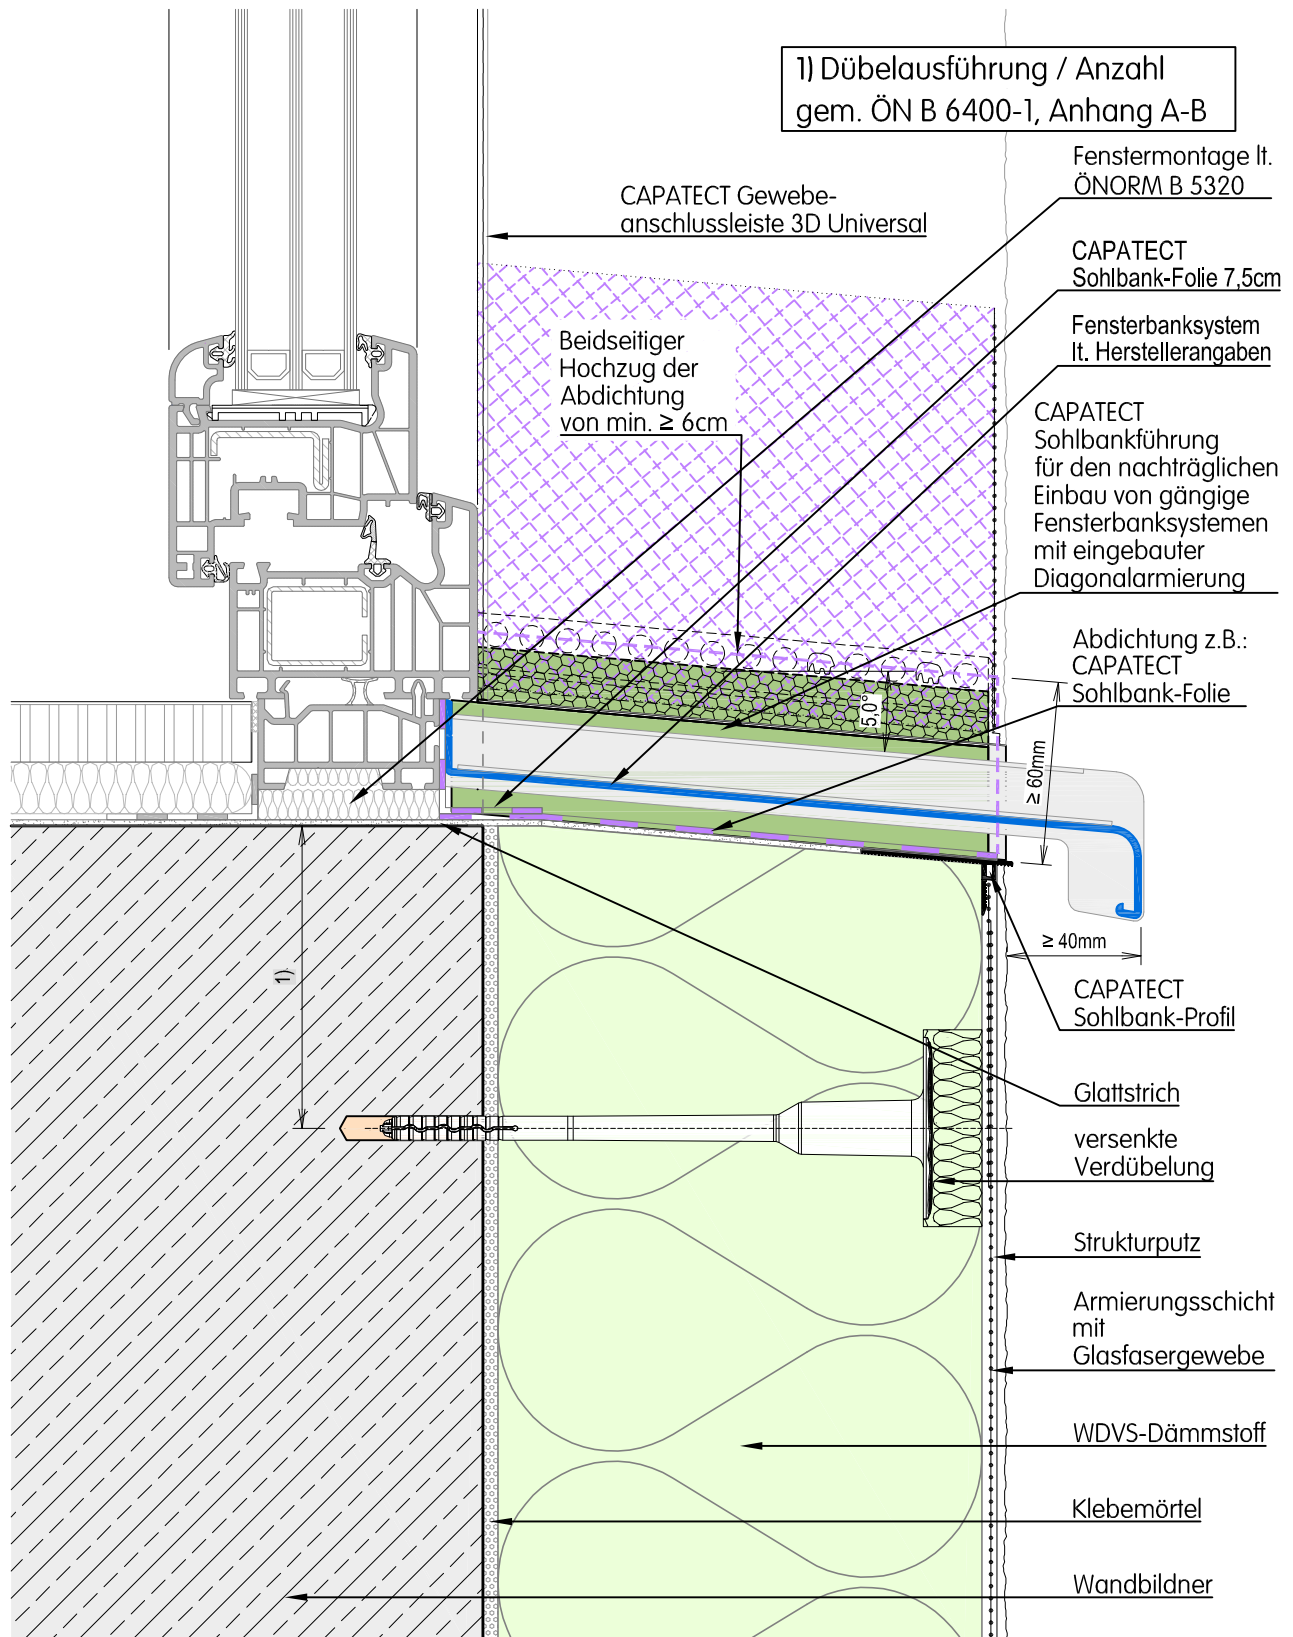 1) Dübelausführung / Anzahl
gem. ÖN B 6400-1, Anhang A-B
Fenstermontage lt.
ÖNORM B 5320
CAPATECT Gewebe-
anschlussleiste 3D Universal
CAPATECT
Sohlbank-Folie 7,5cm
Fensterbanksystem
lt. Herstellerangaben
Beidseitiger
Hochzug der
Abdichtung
von min. ≥ 6cm
CAPATECT
Sohlbankführung
für den nachträglichen
Einbau von gängige
Fensterbanksystemen
mit eingebauter
Diagonalarmierung
Abdichtung z.B.:
CAPATECT
Sohlbank-Folie
5,0°
≥ 60mm
≥ 40mm
1)
CAPATECT
Sohlbank-Profil
Glattstrich
versenkte
Verdübelung
Strukturputz
Armierungsschicht
mit
Glasfasergewebe
WDVS-Dämmstoff
Klebemörtel
Wandbildner